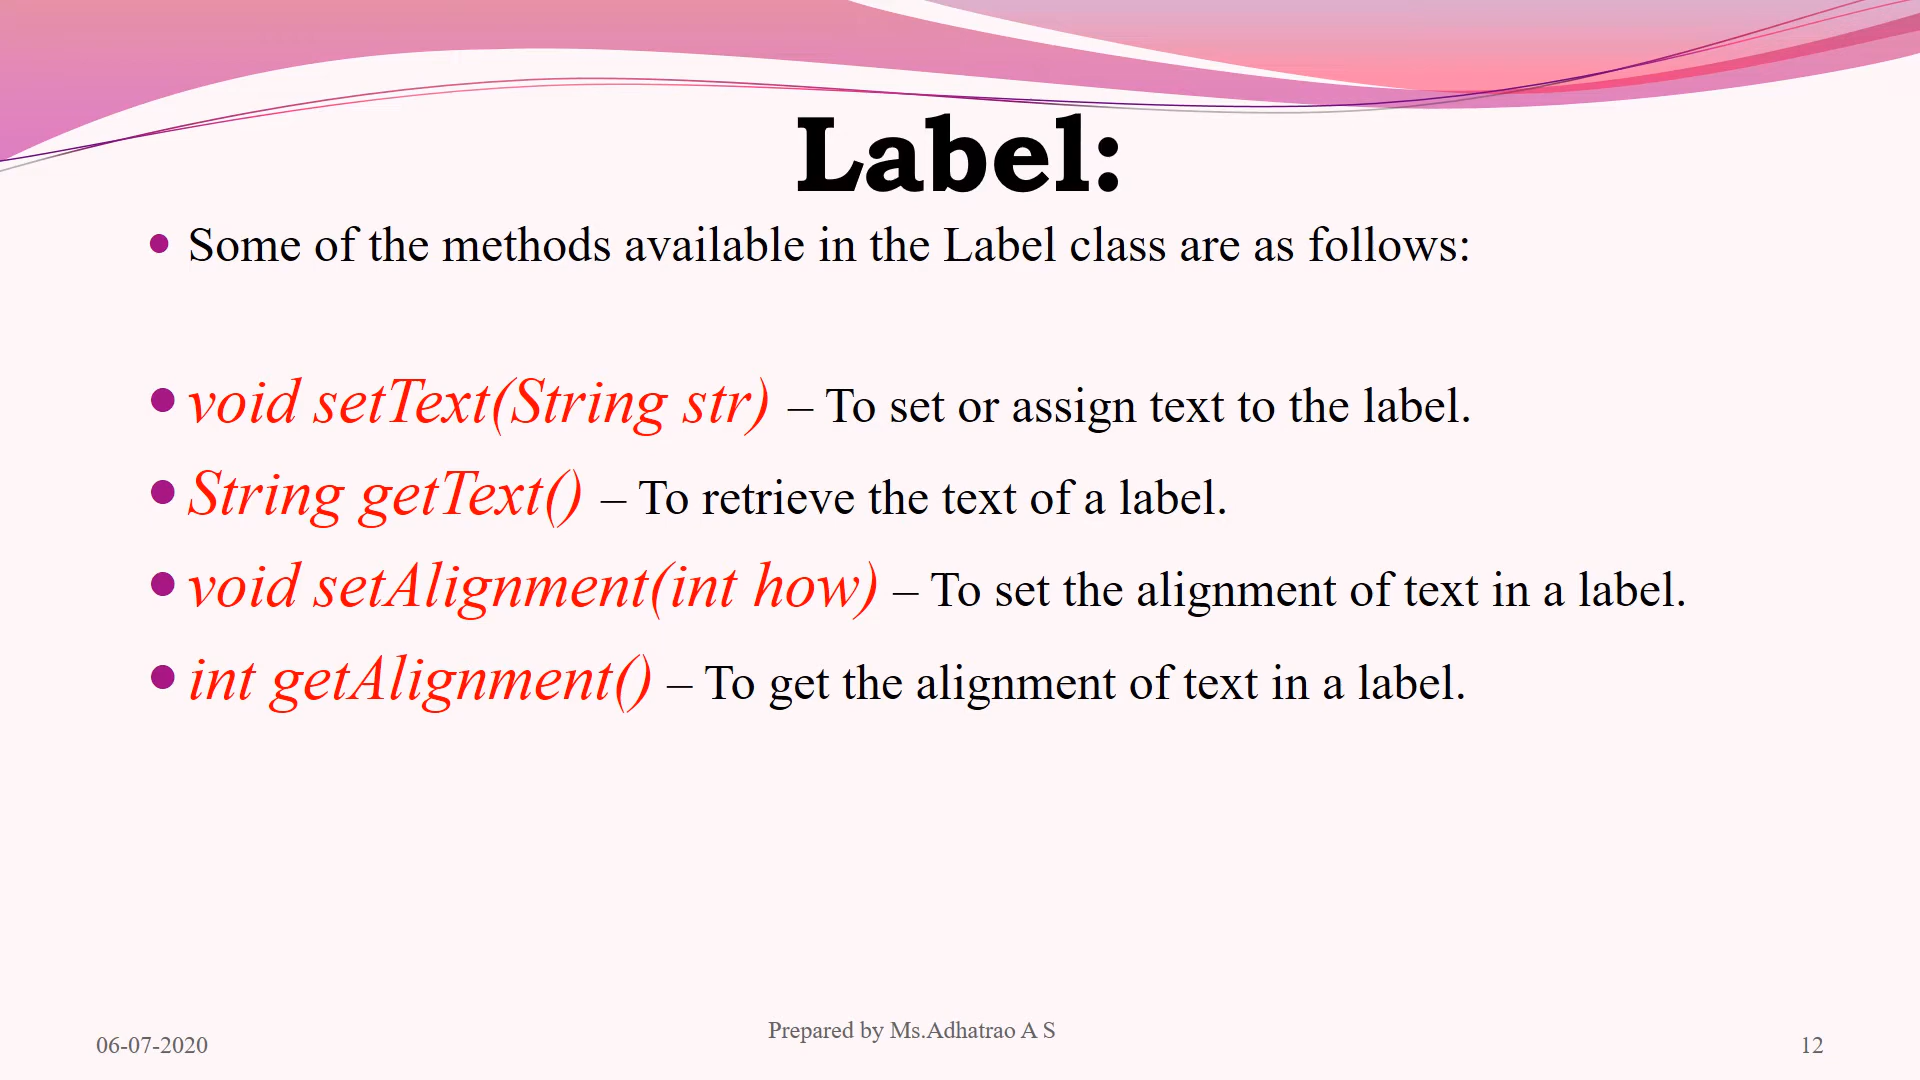 Label:
• Some of the methods available in the Label class are as follows:
• void setText(String str) – To set or assign text to the label.
• String getText() – To retrieve the text of a label.
• void setAlignment(int how) – To set the alignment of text in a label.
• int getAlignment() – To get the alignment of text in a label.
Prepared by Ms.Adhatrao A S
06-07-2020
12